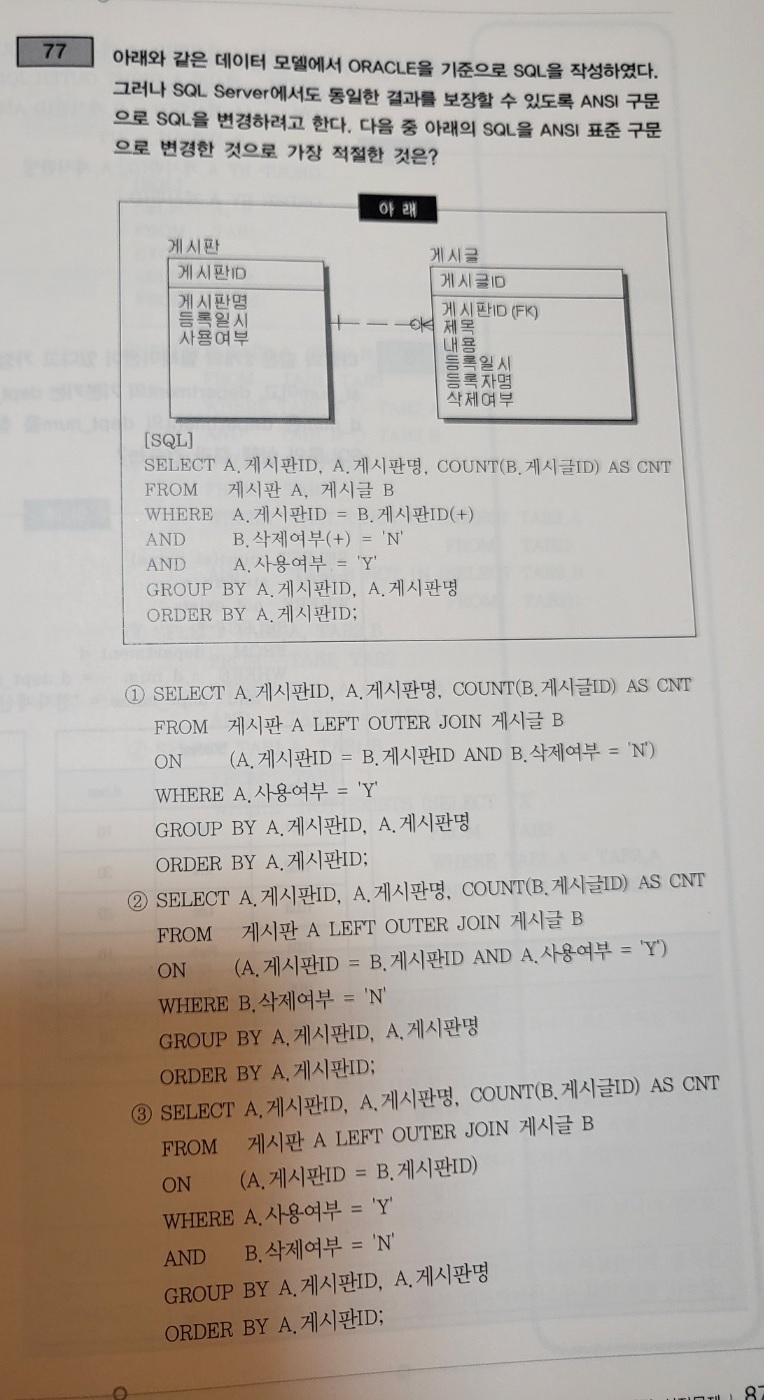 77
아래와 같은 데이터 모델에서 ORACLE을 기준으로 SQL을 작성하였다.
그러나 SQL Server에서도 동일한 결과를 보장할 수 있도록 ANSI 구문
으로 SQL을 변경하려고 한다. 다음 중 아래의 SQL을 ANSI 표준 구문
으로 변경한 것으로 가장 적절한 것은?
아 래
게시판
게시판ID
게시판명
등록일시
사용여부
게시글
게시글ID
게시판ID (FK)
제목
내용
등록일시
등록자명
삭제여부
[SQL]
SELECT A.게시판ID, A.게시판명, COUNT(B.게시글ID) AS CNT
FROM 게시판 A, 게시글 B
WHERE A.게시판ID = B.게시판ID(+)
AND B.삭제여부(+) = 'N'
AND A.사용여부 = 'Y'
GROUP BY A.게시판ID, A.게시판명
ORDER BY A.게시판ID;
① SELECT A.게시판ID, A.게시판명, COUNT(B.게시글ID) AS CNT
FROM 게시판 A LEFT OUTER JOIN 게시글 B
ON (A.게시판ID = B.게시판ID AND B.삭제여부 = 'N')
WHERE A.사용여부 = 'Y'
GROUP BY A.게시판ID, A.게시판명
ORDER BY A.게시판ID;
② SELECT A.게시판ID, A.게시판명, COUNT(B.게시글ID) AS CNT
FROM 게시판 A LEFT OUTER JOIN 게시글 B
ON (A.게시판ID = B.게시판ID AND A.사용여부 = 'Y')
WHERE B.삭제여부 = 'N'
GROUP BY A.게시판ID, A.게시판명
ORDER BY A.게시판ID;
③ SELECT A.게시판ID, A.게시판명, COUNT(B.게시글ID) AS CNT
FROM 게시판 A LEFT OUTER JOIN 게시글 B
ON (A.게시판ID = B.게시판ID)
WHERE A.사용여부 = 'Y'
AND B.삭제여부 = 'N'
GROUP BY A.게시판ID, A.게시판명
ORDER BY A.게시판ID;